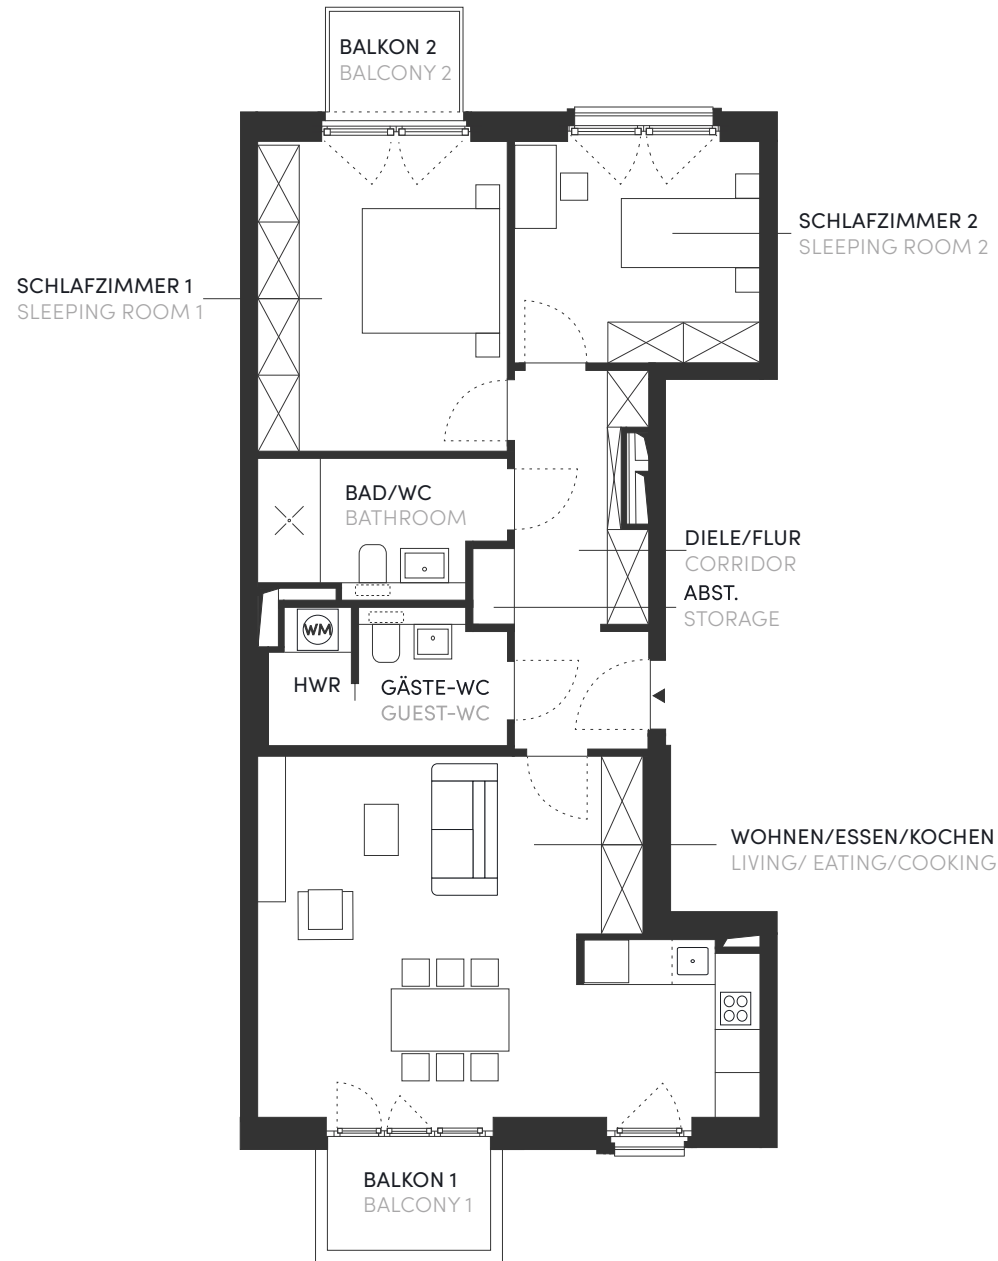 BALKON 2
BALCONY 2
SCHLAFZIMMER 2
SLEEPING ROOM 2
SCHLAFZIMMER 1
SLEEPING ROOM 1
BAD/WC
BATHROOM
DIELE/FLUR
CORRIDOR
ABST.
STORAGE
WM
HWR
GÄSTE-WC
GUEST-WC
WOHNEN/ESSEN/KOCHEN
LIVING/ EATING/COOKING
BALKON 1
BALCONY 1